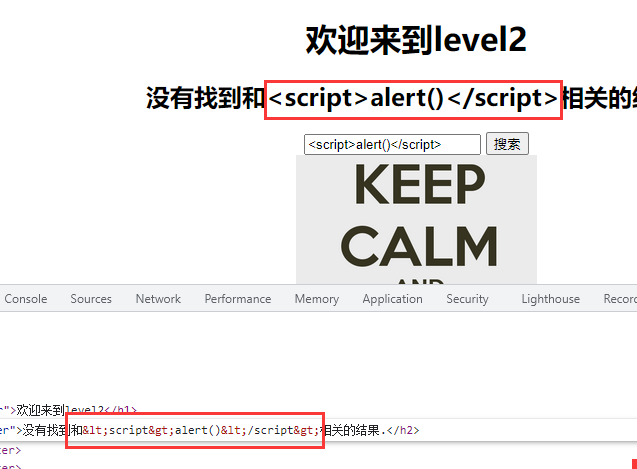 欢迎来到level2
没有找到和<script>alert()</script>相关的结
<script>alert()</script> 搜索
KEEP
CALM
AND
Console Sources Network Performance Memory Application Security Lighthouse Recor
er">欢迎来到level2</h1>
er">没有找到和&lt;script&gt;alert()&lt;/script&gt;相关的结果.</h2>
ter>